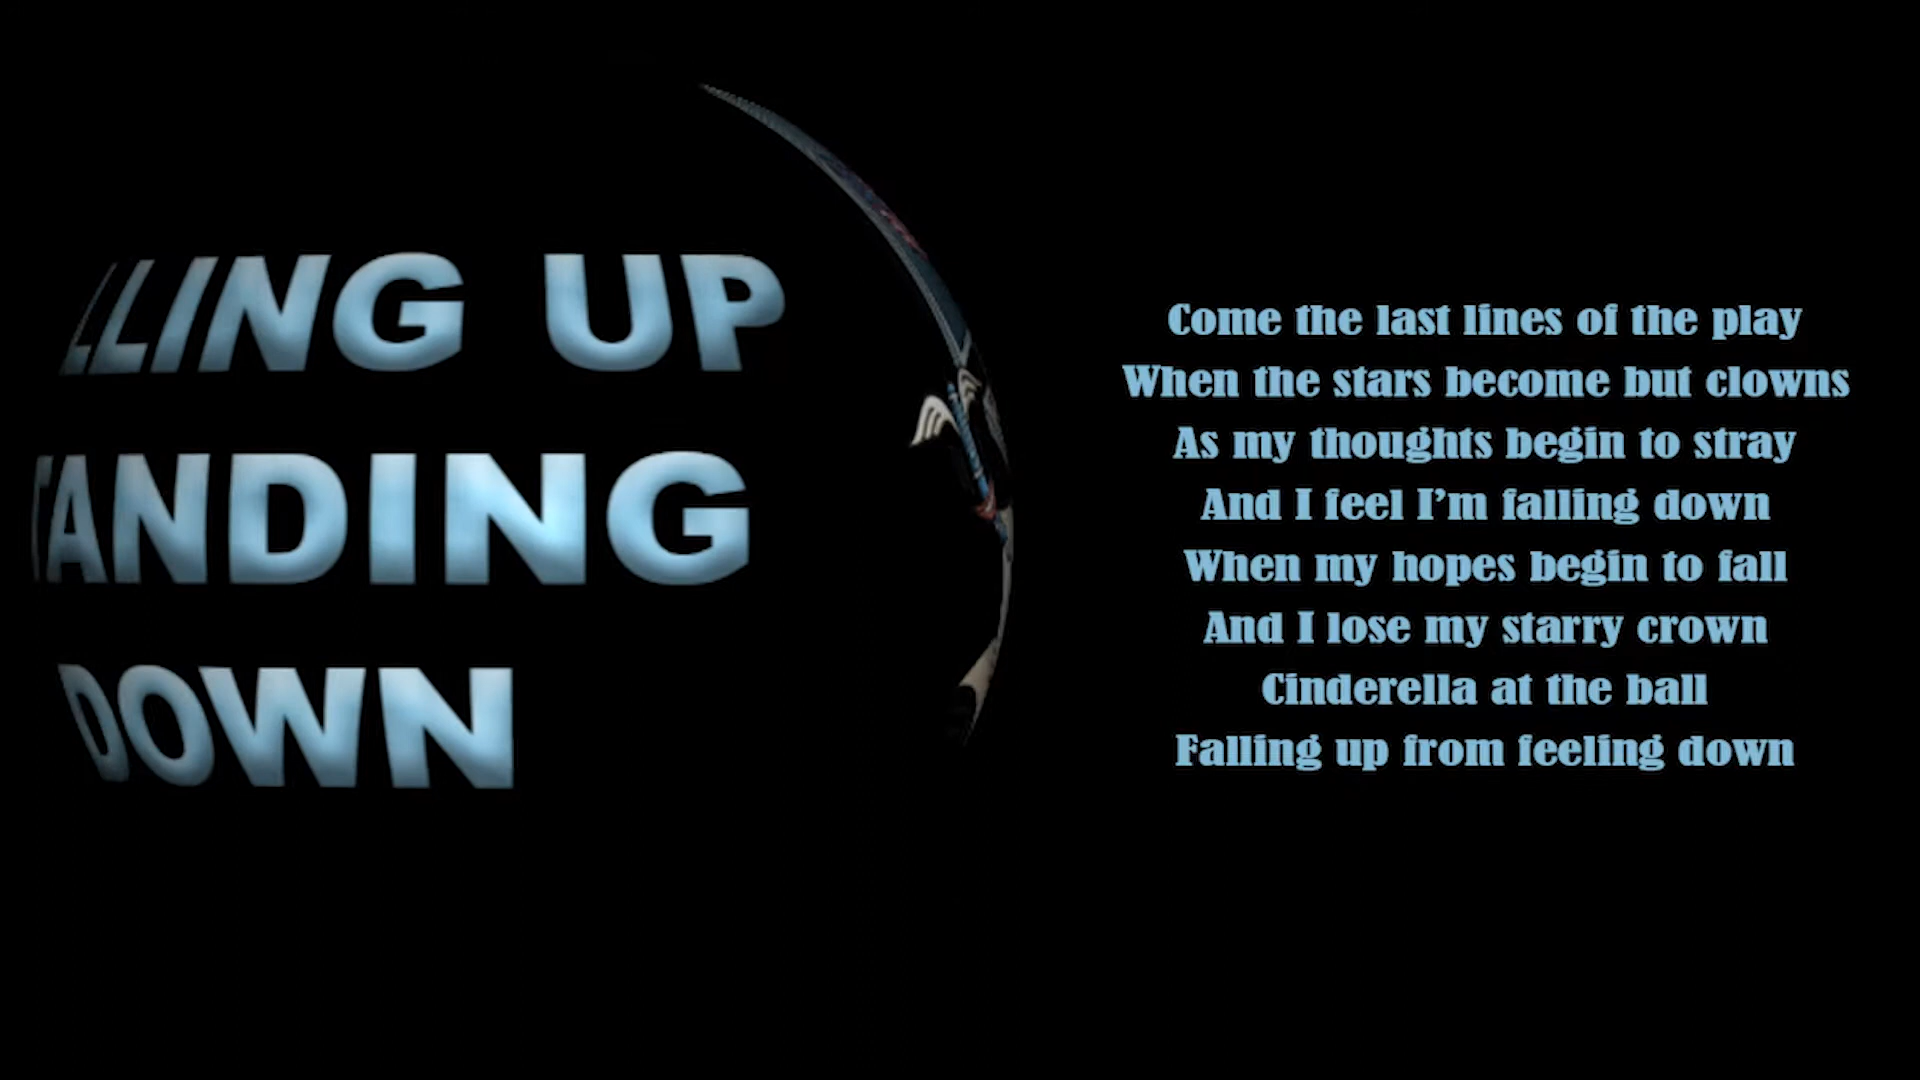 LLING UP
TANDING
DOWN
Come the last lines of the play
When the stars become but clowns
As my thoughts begin to stray
And I feel I’m falling down
When my hopes begin to fall
And I lose my starry crown
Cinderella at the ball
Falling up from feeling down